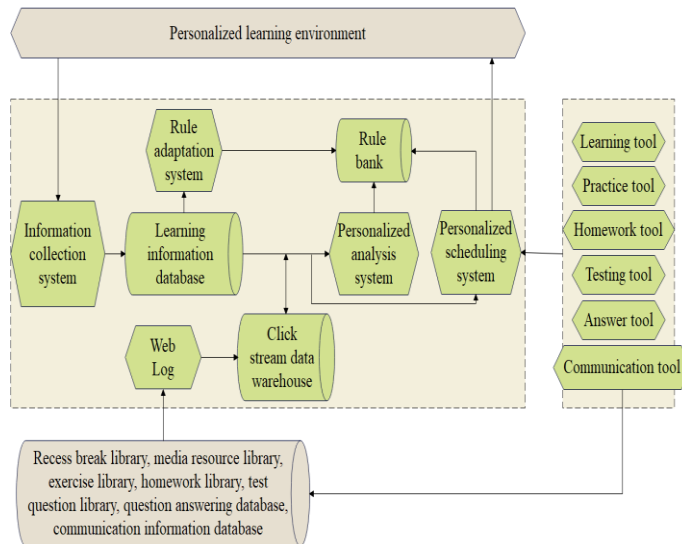 Personalized learning environment
Rule
adaptation
system
Rule
bank
Information
collection
system
Learning
information
database
Personalized
analysis
system
Personalized
scheduling
system
Web
Log
Click
stream data
warehouse
Learning tool
Practice tool
Homework tool
Testing tool
Answer tool
Communication tool
Recess break library, media resource library,
exercise library, homework library, test
question library, question answering database,
communication information database